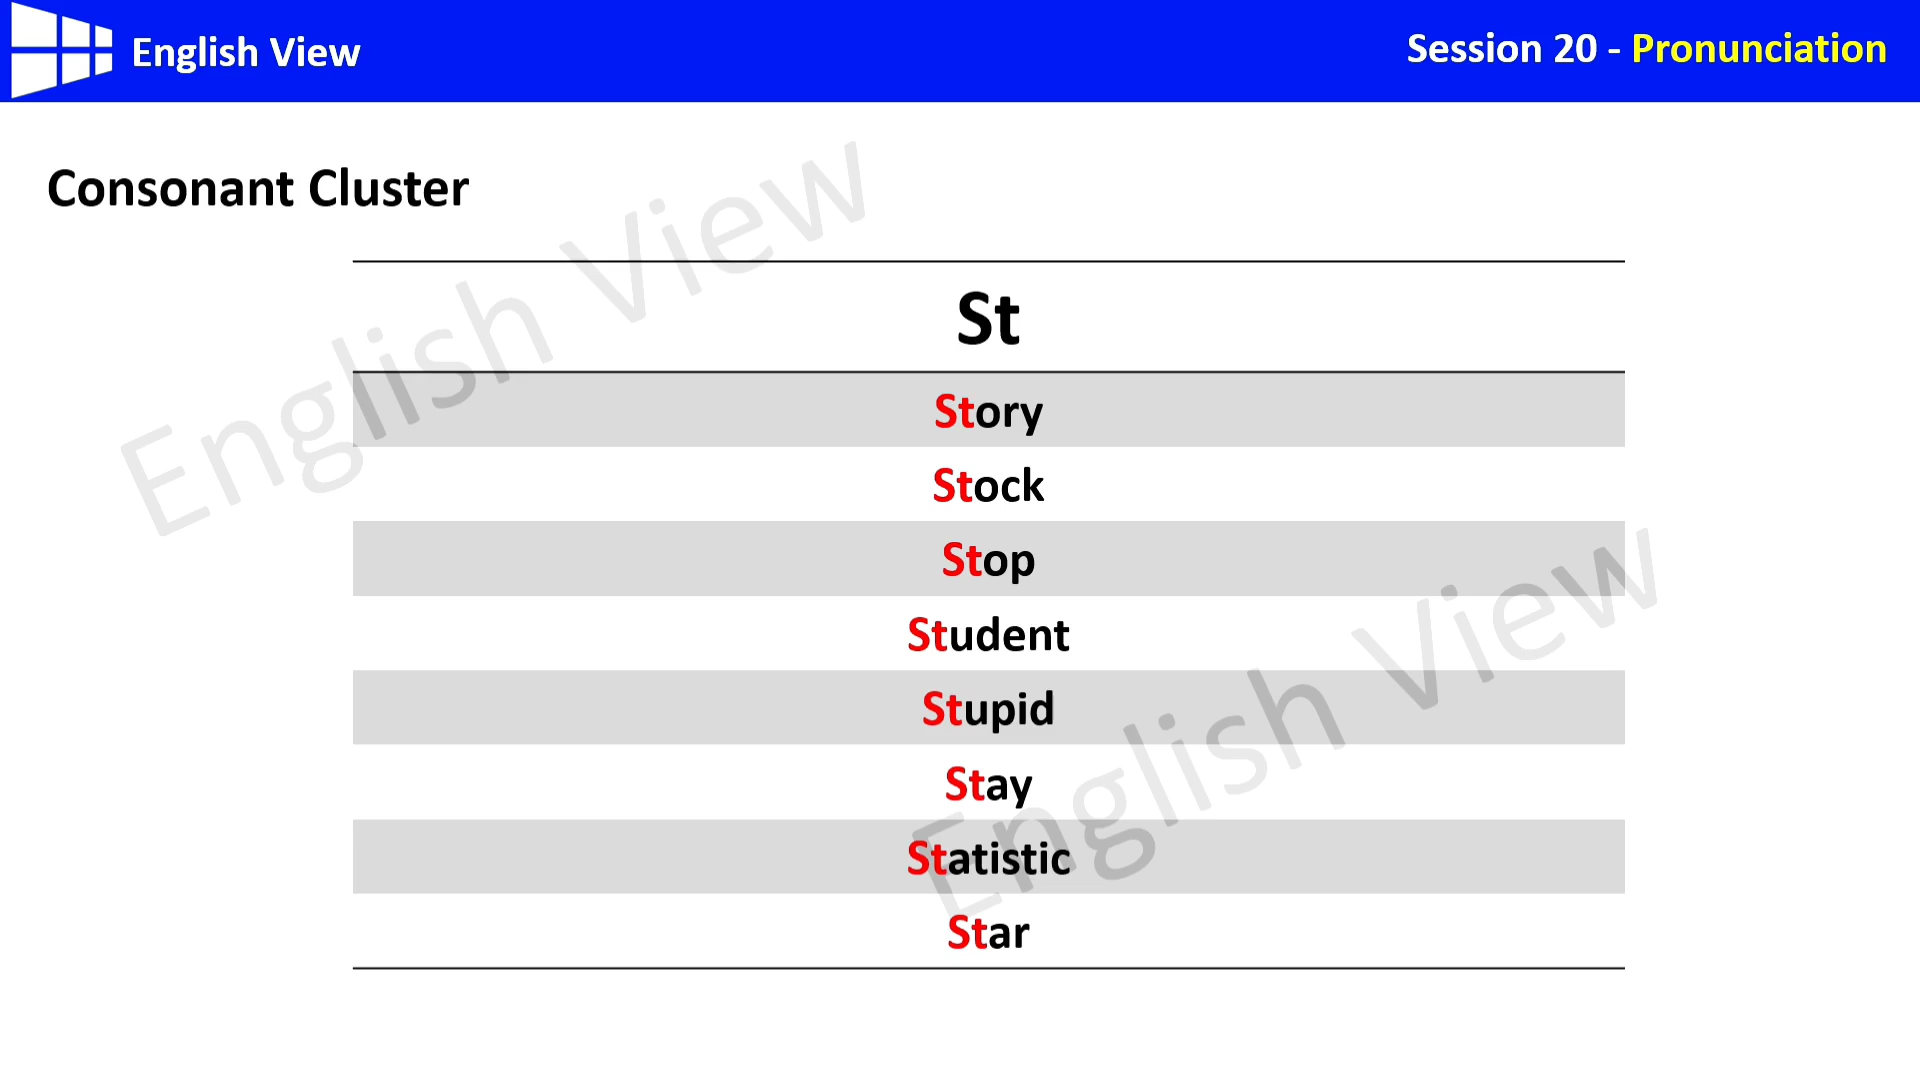 English View
Session 20 - Pronunciation
Consonant Cluster
St
Story
Stock
Stop
Student
Stupid
Stay
Statistic
Star
English View
English View